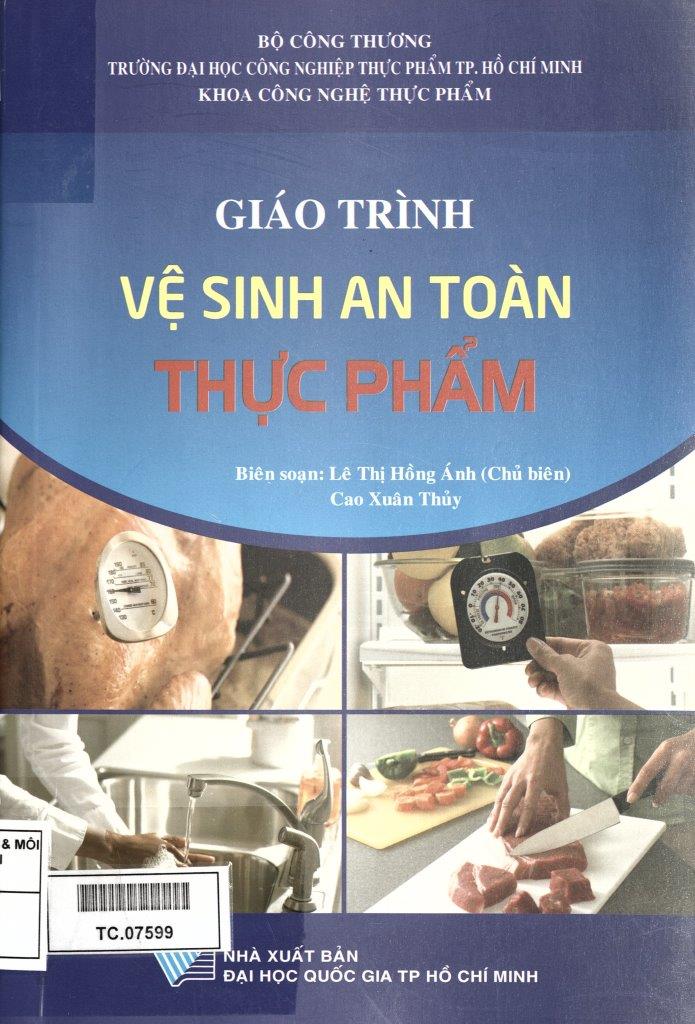 BỘ CÔNG THƯƠNG
TRƯỜNG ĐẠI HỌC CÔNG NGHIỆP THỰC PHẨM TP. HỒ CHÍ MINH
KHOA CÔNG NGHỆ THỰC PHẨM
GIÁO TRÌNH
VỆ SINH AN TOÀN
THỰC PHẨM
Biên soạn: Lê Thị Hồng Ánh (Chủ biên)
Cao Xuân Thủy
& MÔI
TC.07599
NHÀ XUẤT BẢN
ĐẠI HỌC QUỐC GIA TP HỒ CHÍ MINH